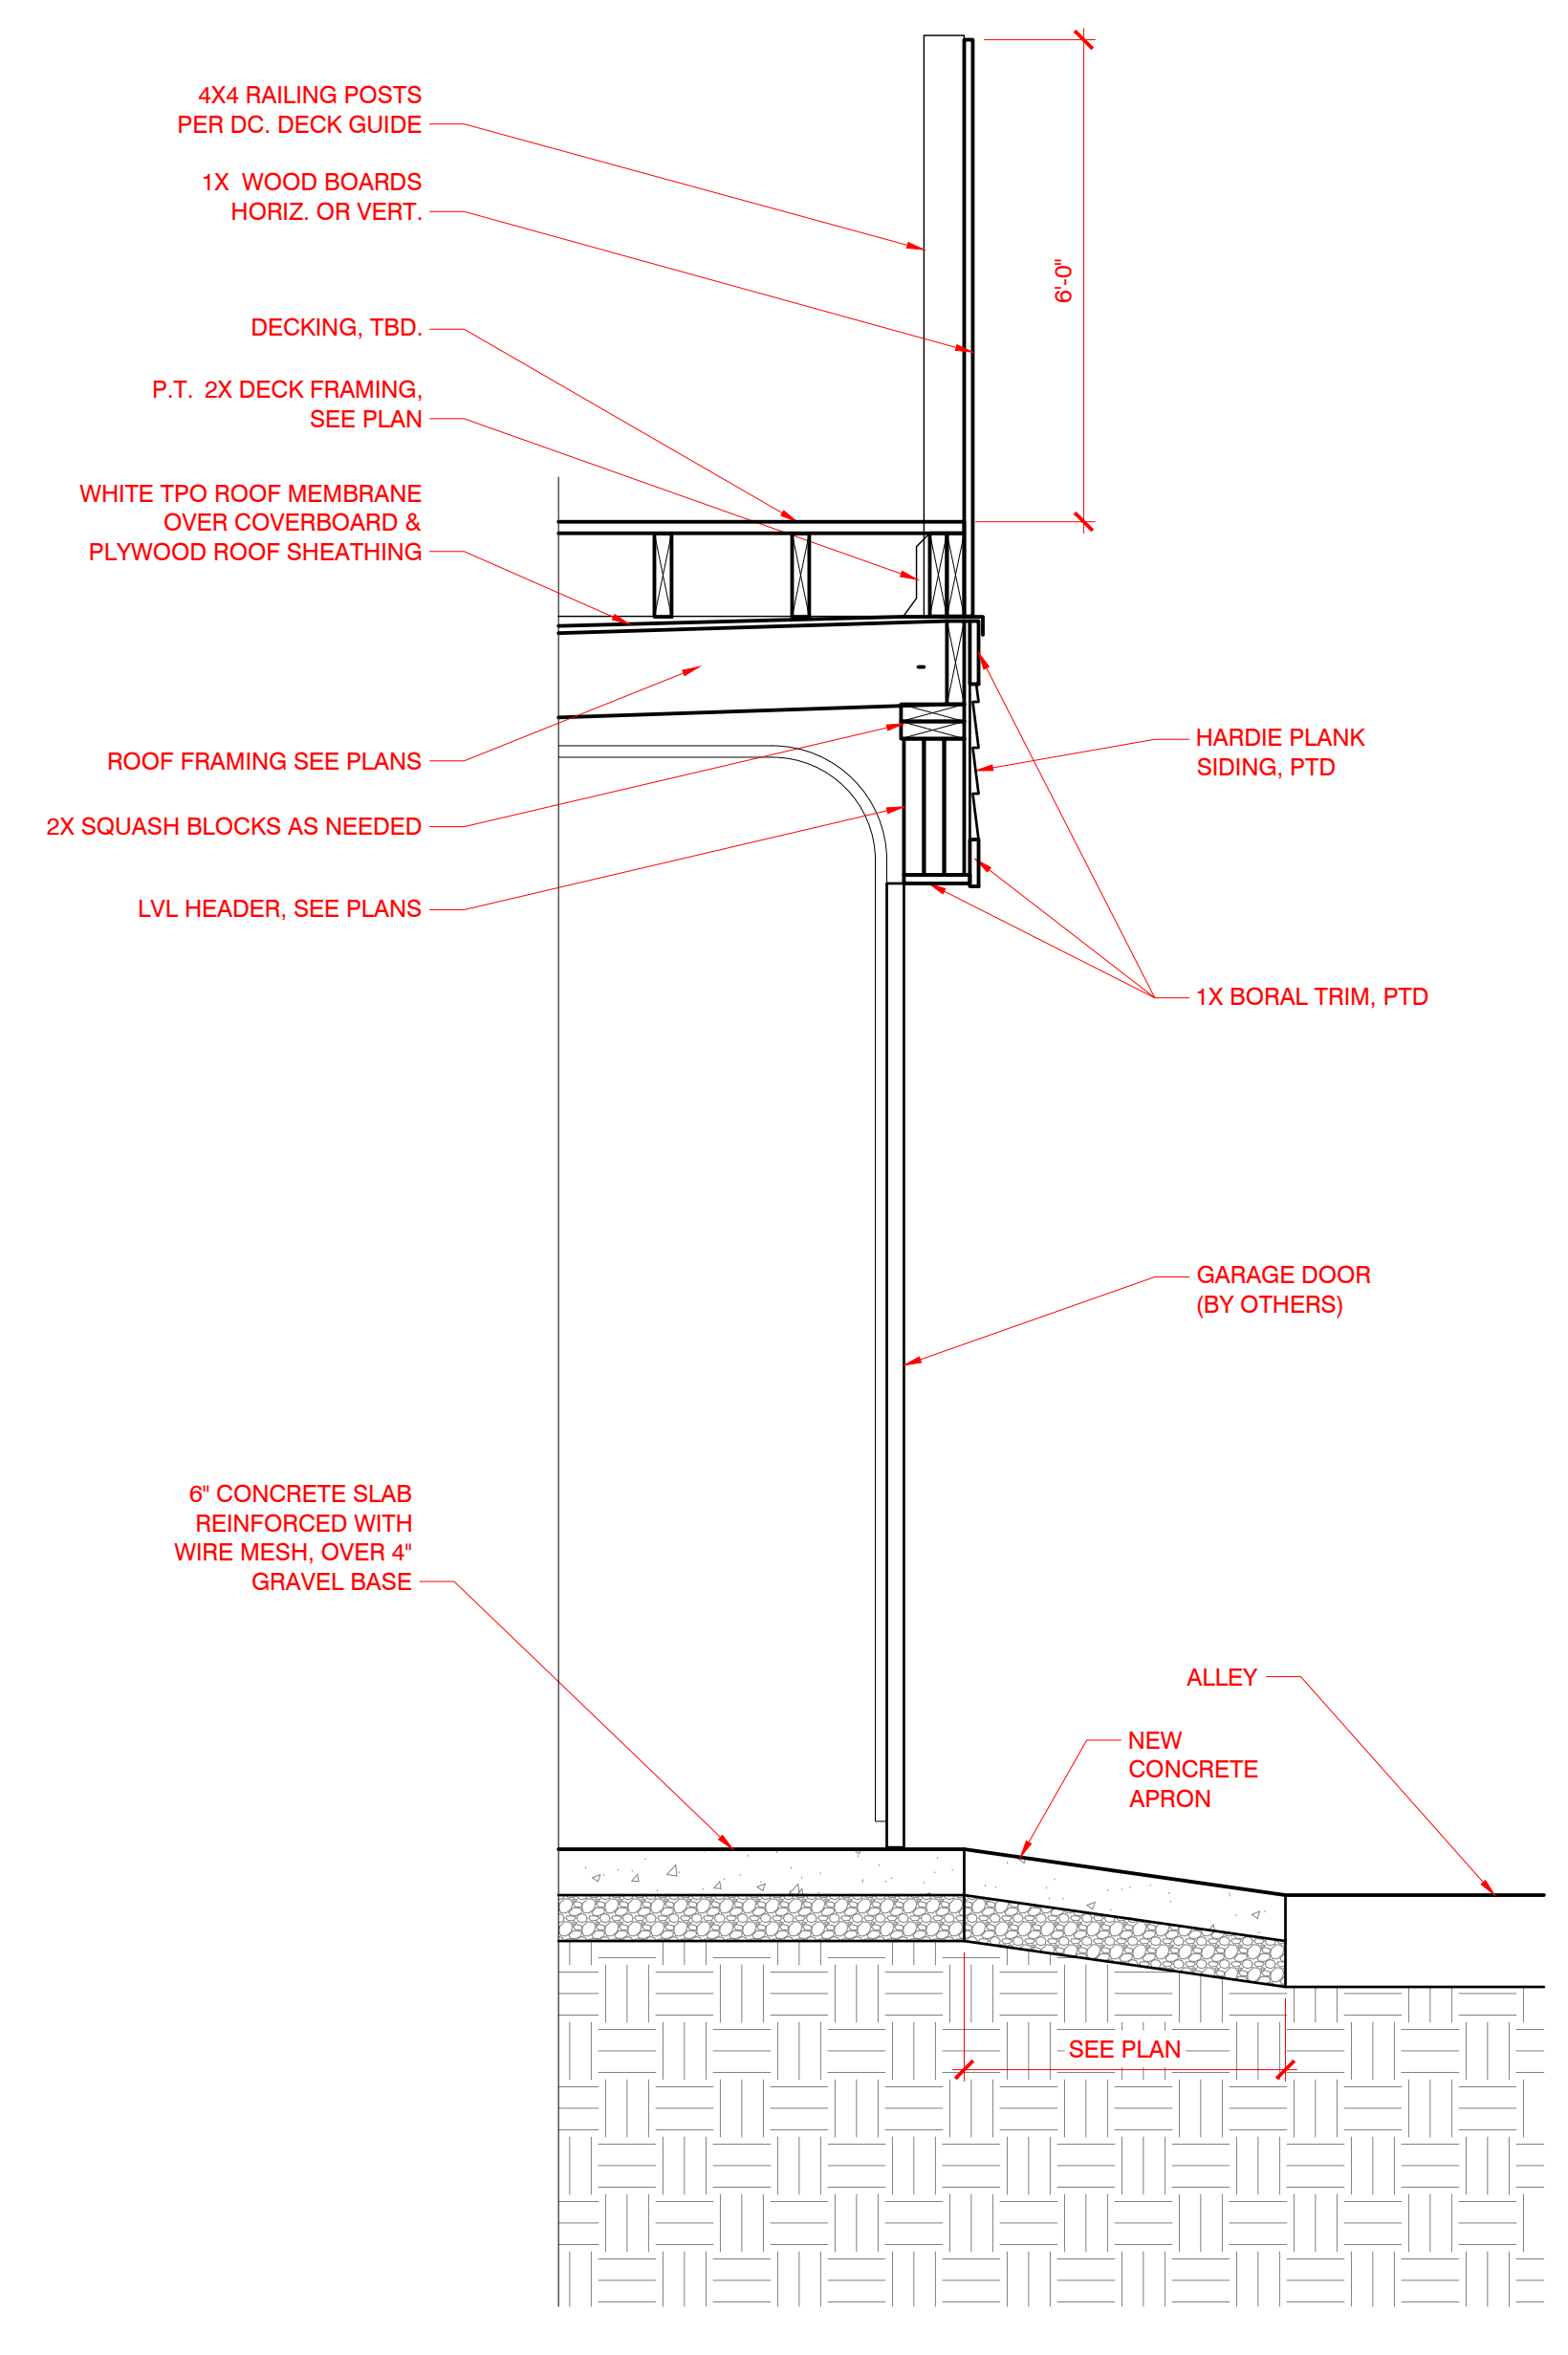 4X4 RAILING POSTS
PER DC. DECK GUIDE
1X WOOD BOARDS
HORIZ. OR VERT.
6'-0"
DECKING, TBD.
P.T. 2X DECK FRAMING,
SEE PLAN
WHITE TPO ROOF MEMBRANE
OVER COVERBOARD &
PLYWOOD ROOF SHEATHING
ROOF FRAMING SEE PLANS
2X SQUASH BLOCKS AS NEEDED
LVL HEADER, SEE PLANS
HARDIE PLANK
SIDING, PTD
1X BORAL TRIM, PTD
GARAGE DOOR
(BY OTHERS)
6" CONCRETE SLAB
REINFORCED WITH
WIRE MESH, OVER 4"
GRAVEL BASE
ALLEY
NEW
CONCRETE
APRON
SEE PLAN